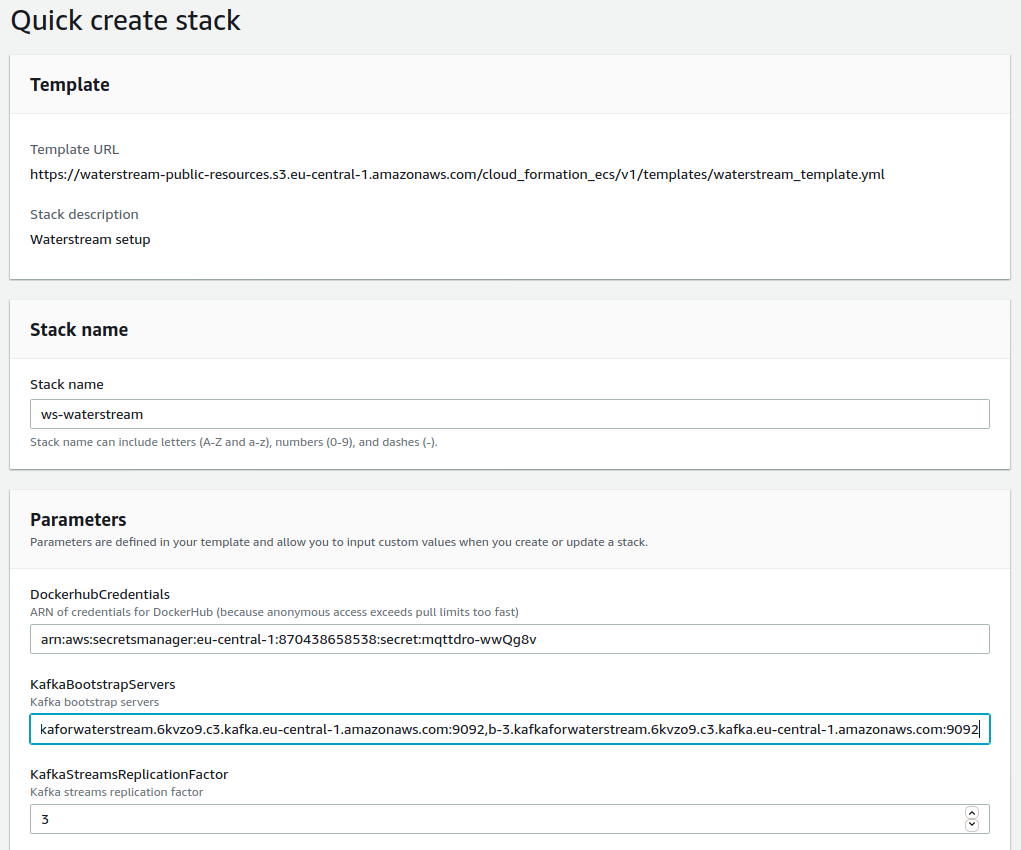 Quick create stack
Template
Template URL
https://waterstream-public-resources.s3.eu-central-1.amazonaws.com/cloud_formation_ecs/v1/templates/waterstream_template.yml
Stack description
Waterstream setup
Stack name
Stack name
ws-waterstream
Stack name can include letters (A-Z and a-z), numbers (0-9), and dashes (-).
Parameters
Parameters are defined in your template and allow you to input custom values when you create or update a stack.
DockerhubCredentials
ARN of credentials for DockerHub (because anonymous access exceeds pull limits too fast)
arn:aws:secretsmanager:eu-central-1:870438658538:secret:mqttdro-wwQg8v
KafkaBootstrapServers
Kafka bootstrap servers
kaforwaterstream.6kvzo9.c3.kafka.eu-central-1.amazonaws.com:9092,b-3.kafkaforwaterstream.6kvzo9.c3.kafka.eu-central-1.amazonaws.com:9092
KafkaStreamsReplicationFactor
Kafka streams replication factor
3